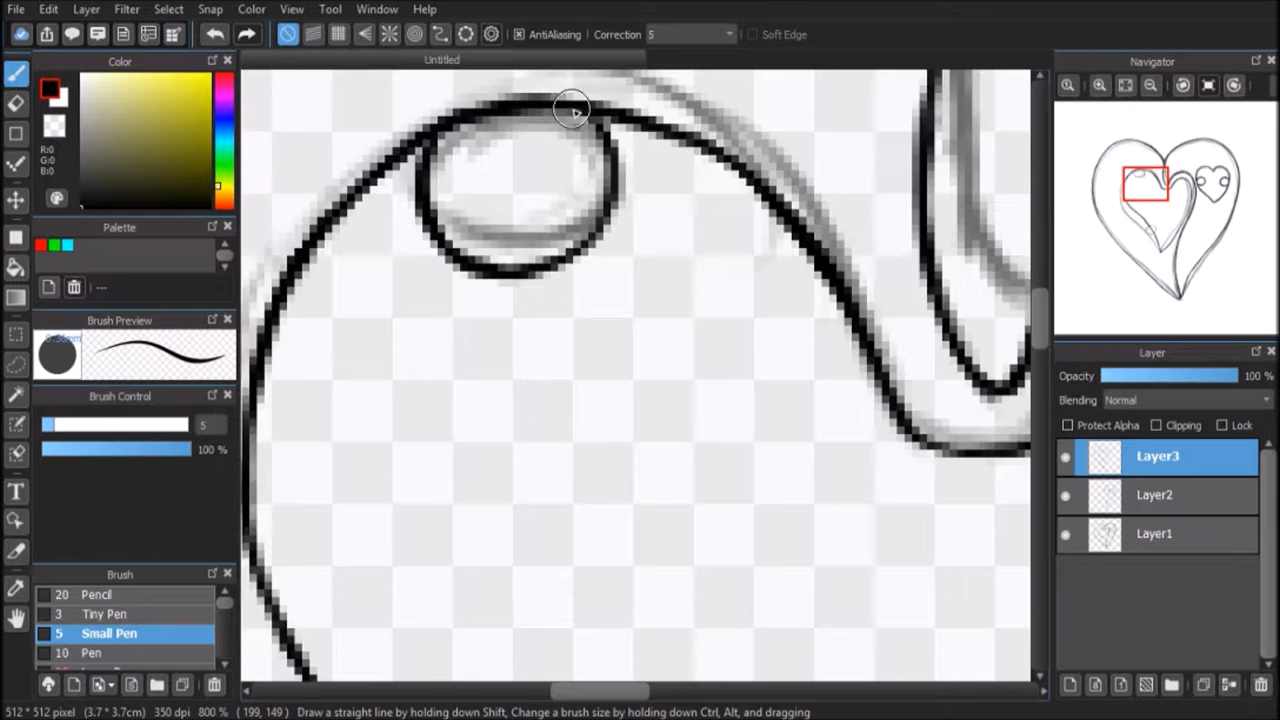 File Edit Layer Filter Select Snap Color View Tool Window Help
AntiAliasing Correction 5 Soft Edge
Color
Untitled
Navigator
R:0
G:0
B:0
Palette
---
Brush Preview
Brush Control
5
100 %
Brush
20 Pencil
3 Tiny Pen
5 Small Pen
10 Pen
Layer
Opacity 100 %
Blending Normal
Protect Alpha Clipping Lock
Layer3
Layer2
Layer1
512 * 512 pixel (3.7 * 3.7cm) 350 dpi 800 % ( 199, 149 ) Draw a straight line by holding down Shift, Change a brush size by holding down Ctrl, Alt, and dragging